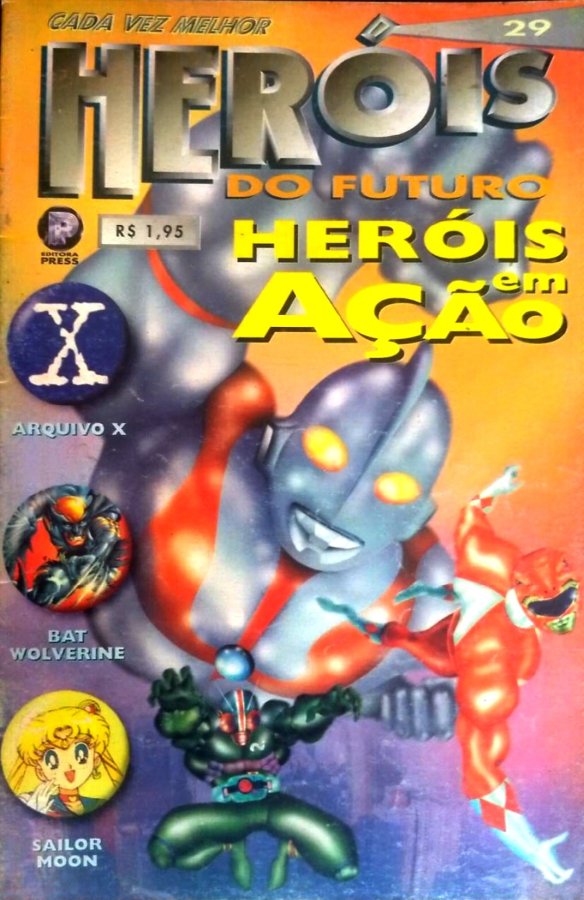 CADA VEZ MELHOR
29
HERÓIS
DO FUTURO
EDITORA
PRESS
R$ 1,95
HERÓIS
em
AÇÃO
X
ARQUIVO X
BAT
WOLVERINE
SAILOR
MOON